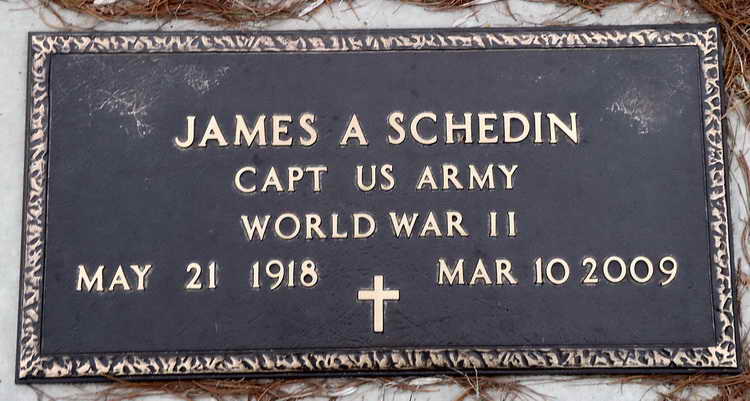 JAMES A SCHEDIN
CAPT US ARMY
WORLD WAR II
MAY 21 1918 MAR 10 2009